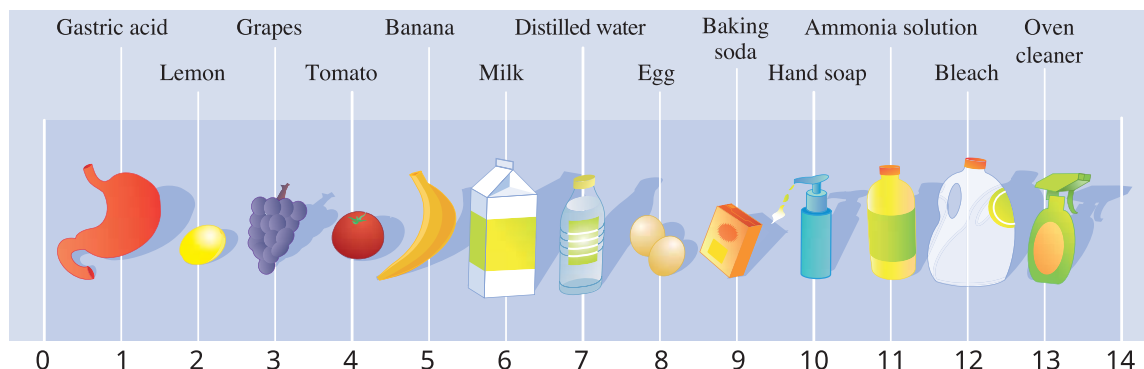 Gastric acid
Grapes
Banana
Distilled water
Baking
soda
Ammonia solution
Oven
cleaner
Lemon
Tomato
Milk
Egg
Hand soap
Bleach
0 1 2 3 4 5 6 7 8 9 10 11 12 13 14